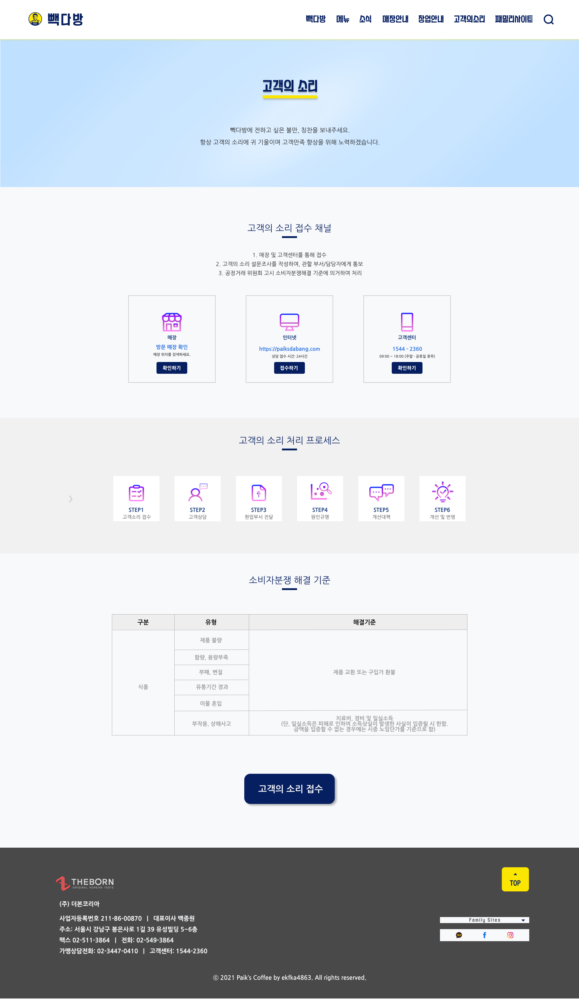 빽다방
빽다방 메뉴 소식 매장안내 창업안내 고객의소리 패밀리사이트
고객의 소리
빽다방에 전하고 싶은 불만, 칭찬을 보내주세요.
항상 고객의 소리에 귀 기울이며 고객만족 향상을 위해 노력하겠습니다.
고객의 소리 접수 채널
1. 매장 및 고객센터를 통해 접수
2. 고객의 소리 설문조사를 작성하여, 관할 부서/담당자에게 통보
3. 공정거래 위원회 고시 소비자분쟁해결 기준에 의거하여 처리
매장
방문 매장 확인
매장 위치를 검색하세요.
확인하기
인터넷
https://paiksdabang.com
상담 접수 시간: 24시간
접수하기
고객센터
1544 - 2360
09:00 ~ 18:00 (주말 · 공휴일 휴무)
확인하기
고객의 소리 처리 프로세스
STEP1
고객소리 접수
STEP2
고객상담
STEP3
현업부서 전달
STEP4
원인규명
STEP5
개선대책
STEP6
개선 및 반영
소비자분쟁 해결 기준
구분 유형 해결기준
식품
제품 불량
함량, 용량부족
부패, 변질
유통기간 경과
이물 혼입
제품 교환 또는 구입가 환불
부작용, 상해사고
치료비, 경비 및 일실소득
(단, 일실소득은 피해로 인하여 소득상실이 발생한 사실이 입증될 시 한함.
금액을 입증할 수 없는 경우에는 시중 노임단가를 기준으로 함)
고객의 소리 접수
THEBORN
ORIGINAL KOREAN TASTE
TOP
(주) 더본코리아
사업자등록번호 211-86-00870 | 대표이사 백종원
주소: 서울시 강남구 봉은사로 1길 39 유성빌딩 5~6층
팩스 02-511-3864 | 전화: 02-549-3864
가맹상담전화: 02-3447-0410 | 고객센터: 1544-2360
Family Sites
TALK
ⓒ 2021 Paik's Coffee by ekfka4863. All rights reserved.